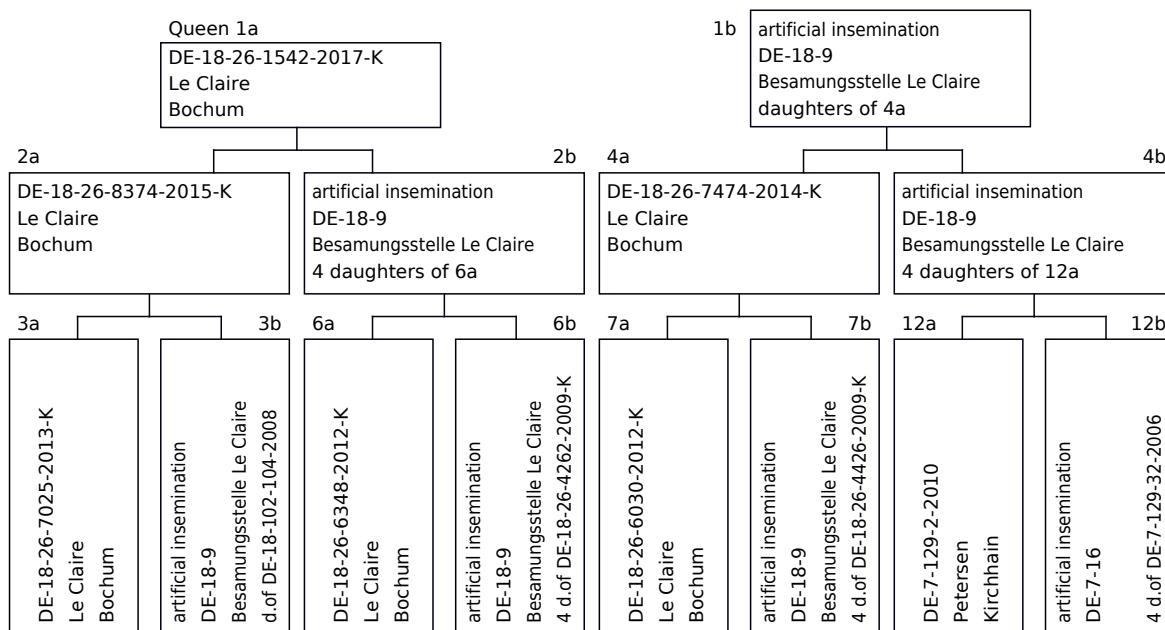 Queen 1a
DE-18-26-1542-2017-K
Le Claire
Bochum
1b
artificial insemination
DE-18-9
Besamungsstelle Le Claire
daughters of 4a
2a
DE-18-26-8374-2015-K
Le Claire
Bochum
2b
artificial insemination
DE-18-9
Besamungsstelle Le Claire
4 daughters of 6a
4a
DE-18-26-7474-2014-K
Le Claire
Bochum
4b
artificial insemination
DE-18-9
Besamungsstelle Le Claire
4 daughters of 12a
3a
DE-18-26-7025-2013-K
Le Claire
Bochum
3b
artificial insemination
DE-18-9
Besamungsstelle Le Claire
d.of DE-18-102-104-2008
6a
DE-18-26-6348-2012-K
Le Claire
Bochum
6b
artificial insemination
DE-18-9
Besamungsstelle Le Claire
4 d.of DE-18-26-4262-2009-K
7a
DE-18-26-6030-2012-K
Le Claire
Bochum
7b
artificial insemination
DE-18-9
Besamungsstelle Le Claire
4 d.of DE-18-26-4426-2009-K
12a
DE-7-129-2-2010
Petersen
Kirchhain
12b
artificial insemination
DE-7-16
4 d.of DE-7-129-32-2006